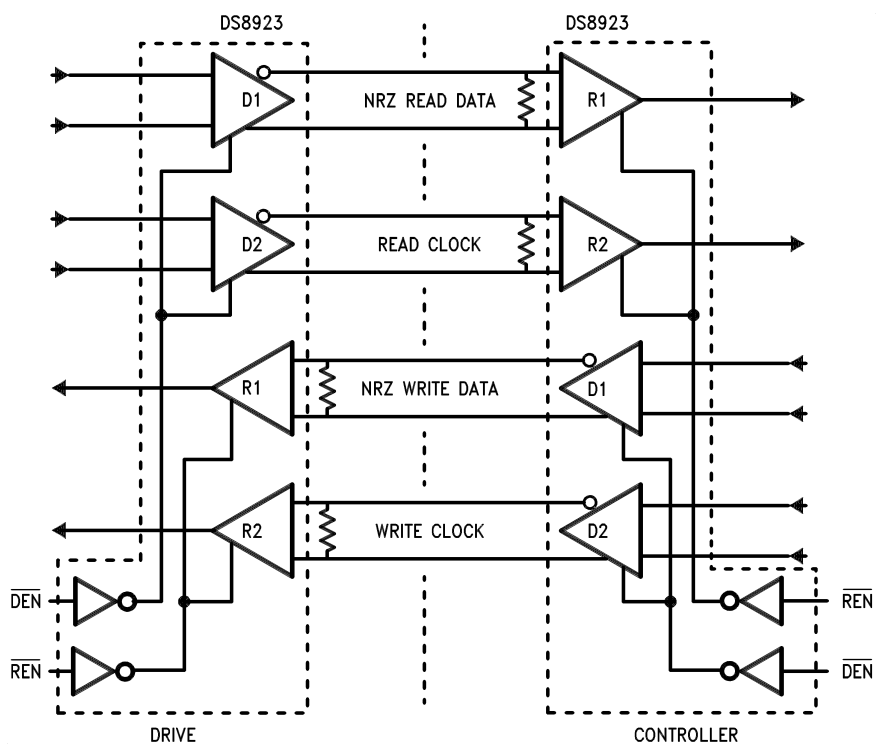 DS8923
DS8923
D1
NRZ READ DATA
R1
D2
READ CLOCK
R2
R1
NRZ WRITE DATA
D1
R2
WRITE CLOCK
D2
DEN
REN
REN
DEN
DRIVE
CONTROLLER